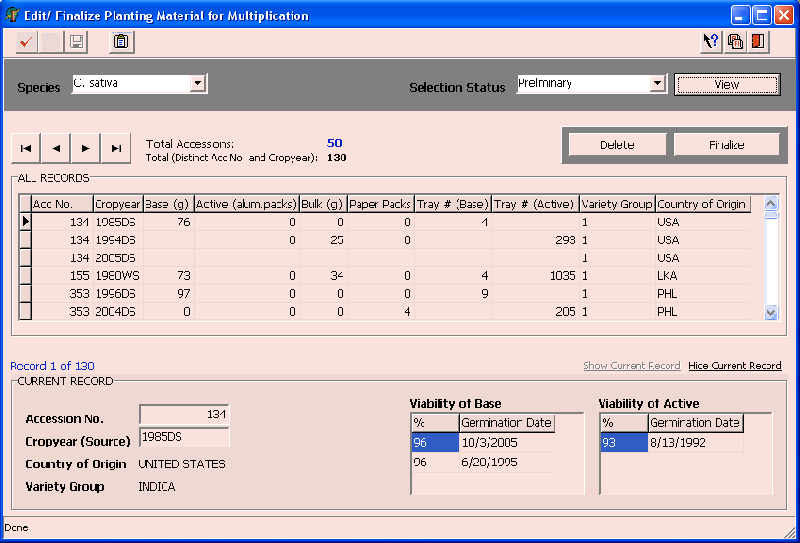 Edit/ Finalize Planting Material for Multiplication
Species O. sativa Selection Status Prelminary View
Total Accessons: 50
Total (Distinct Acc No. and Cropyear): 130
Delete Finalize
ALL RECORDS
Acc No. Cropyear Base (g) Active (alum.packs) Bulk (g) Paper Packs Tray # (Base) Tray # (Active) Variety Group Country of Origin
134 1985DS 76 0 0 0 4 1 USA
134 1994DS 0 25 0 293 1 USA
134 2005DS 1 USA
155 1980WS 73 0 34 0 4 1035 1 LKA
353 1996DS 97 0 0 0 9 1 PHL
353 2004DS 0 0 0 4 205 1 PHL
Record 1 of 130 Show Current Record Hide Current Record
CURRENT RECORD
Accession No. 134
Cropyear (Source) 1985DS
Country of Origin UNITED STATES
Variety Group INDICA
Viability of Base
% Germination Date
96 10/3/2005
96 6/20/1995
Viability of Active
% Germination Date
93 8/13/1992
Done